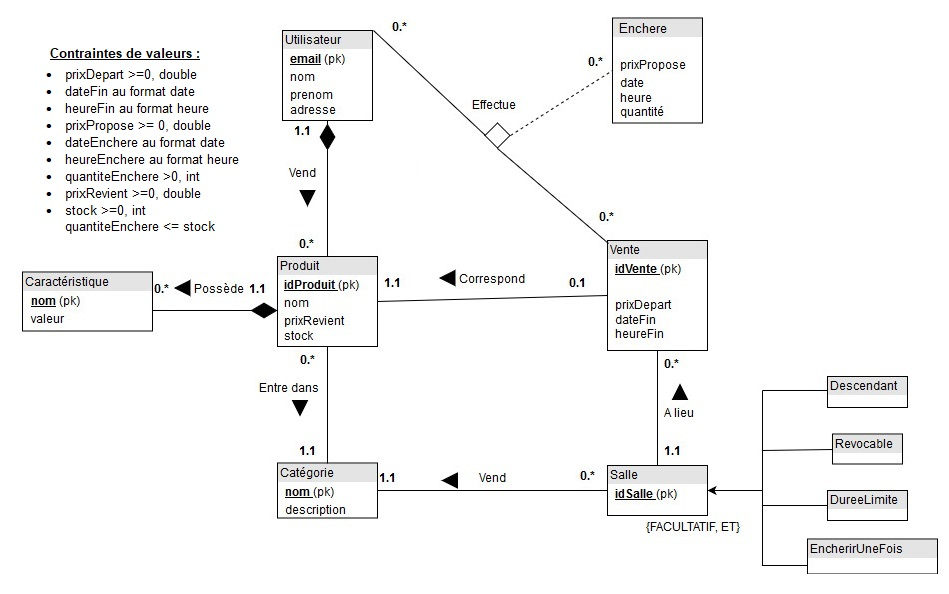 Contraintes de valeurs :
• prixDepart >=0, double
• dateFin au format date
• heureFin au format heure
• prixPropose >= 0, double
• dateEnchere au format date
• heureEnchere au format heure
• quantiteEnchere >0, int
• prixRevient >=0, double
• stock >=0, int
quantiteEnchere <= stock
Utilisateur
email (pk)
nom
prenom
adresse
0.*
Enchere
prixPropose
date
heure
quantité
0.*
Effectue
1.1
Vend
0.*
0.*
Vente
idVente (pk)
prixDepart
dateFin
heureFin
Produit
idProduit (pk)
nom
prixRevient
stock
1.1
Correspond
0.1
Caractéristique
nom (pk)
valeur
0.*
Possède
1.1
0.*
Entre dans
1.1
0.*
A lieu
1.1
Catégorie
nom (pk)
description
1.1
Vend
0.*
Salle
idSalle (pk)
{FACULTATIF, ET}
Descendant
Revocable
DureeLimite
EncherirUneFois